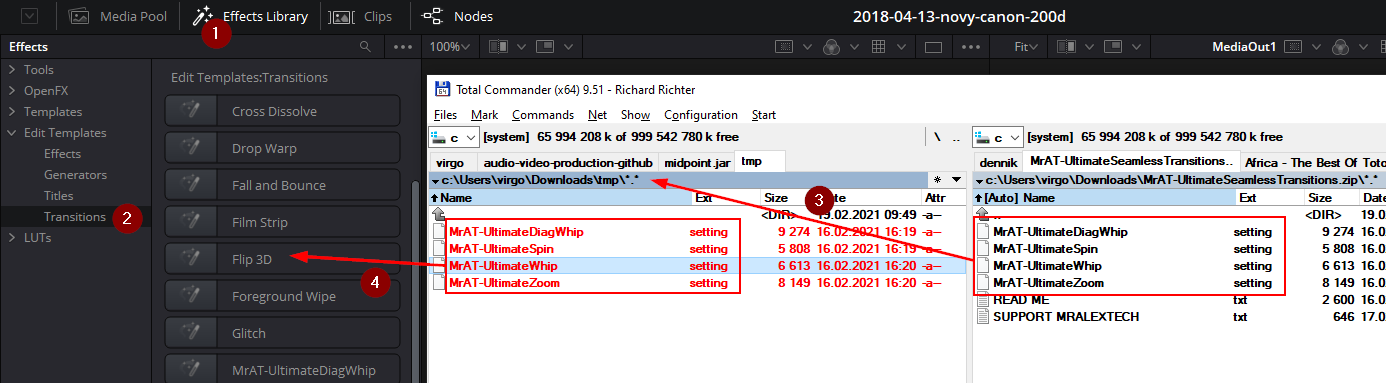 Media Pool
Effects Library
Clips
Nodes
2018-04-13-novy-canon-200d
1
Effects
100%
Fit
MediaOut1
Tools
OpenFX
Templates
Edit Templates
Effects
Generators
Titles
Transitions
2
LUTs
Edit Templates:Transitions
Cross Dissolve
Drop Warp
Fall and Bounce
Film Strip
Flip 3D
4
Foreground Wipe
Glitch
MrAT-UltimateDiagWhip
64
Total Commander (x64) 9.51 - Richard Richter
Files Mark Commands Net Show Configuration Start
c [system] 65 994 208 k of 999 542 780 k free \ ..
virgo audio-video-production-github midpoint.jar tmp
c:\Users\virgo\Downloads\tmp\*.* * 
Name Ext Size Attr
3
<DIR> 19.02.2021 09:49 -a--
MrAT-UltimateDiagWhip setting 9 274 16.02.2021 16:19 -a--
MrAT-UltimateSpin setting 5 808 16.02.2021 16:19 -a--
MrAT-UltimateWhip setting 6 613 16.02.2021 16:20 -a--
MrAT-UltimateZoom setting 8 149 16.02.2021 16:20 -a--
c [system] 65 994 208 k of 999 542 780 k free
dennik MrAT-UltimateSeamlessTransitions.. Africa - The Best Of Toto
c:\Users\virgo\Downloads\MrAT-UltimateSeamlessTransitions.zip\*.*
[Auto] Name Ext Size Date
.. <DIR> 19.0
MrAT-UltimateDiagWhip setting 9 274 16.0
MrAT-UltimateSpin setting 5 808 16.0
MrAT-UltimateWhip setting 6 613 16.0
MrAT-UltimateZoom setting 8 149 16.0
READ ME txt 2 600 16.0
SUPPORT MRALEXTECH txt 646 17.0